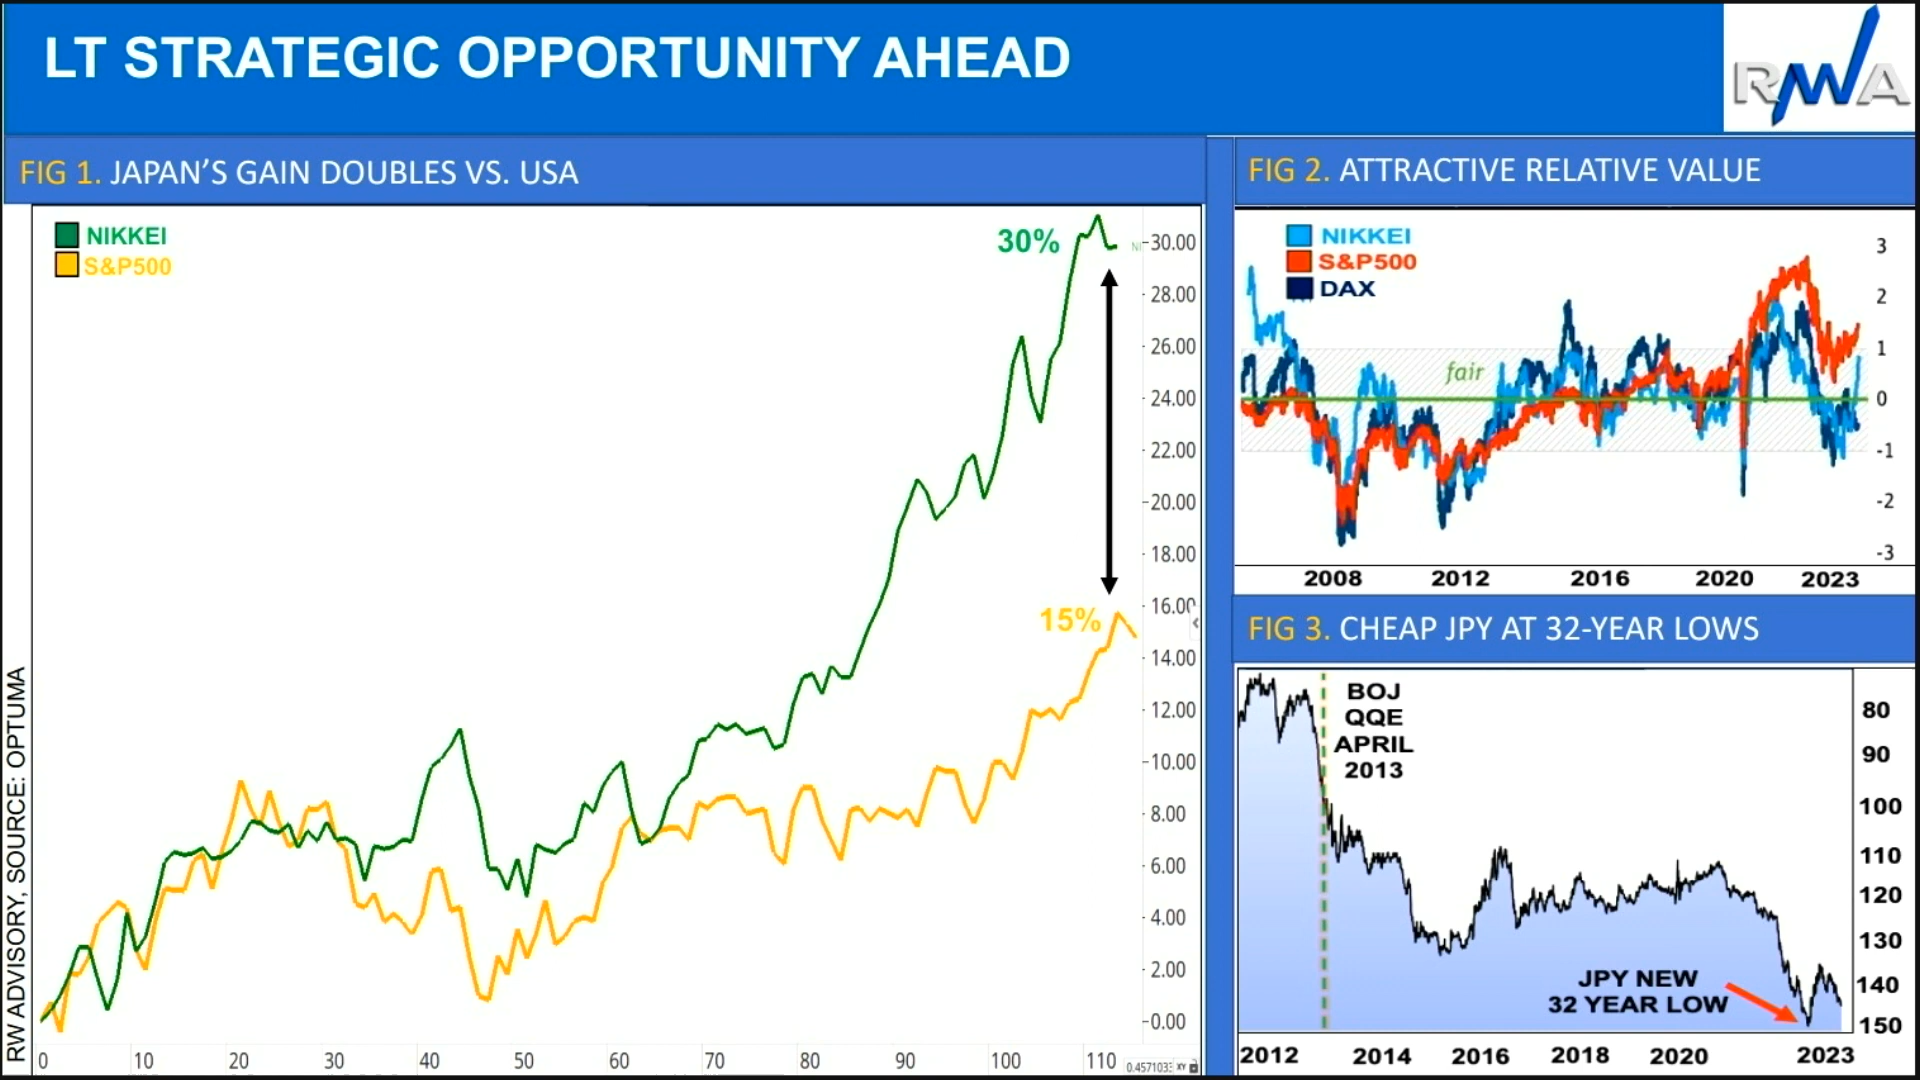 LT STRATEGIC OPPORTUNITY AHEAD
RWA
FIG 1. JAPAN'S GAIN DOUBLES VS. USA
NIKKEI
S&P500
30%
15%
30.00
28.00
26.00
24.00
22.00
20.00
18.00
16.00
14.00
12.00
10.00
8.00
6.00
4.00
2.00
0.00
0 10 20 30 40 50 60 70 80 90 100 110
XY
RW ADVISORY, SOURCE: OPTUMA
FIG 2. ATTRACTIVE RELATIVE VALUE
NIKKEI
S&P500
DAX
fair
3
2
1
0
-1
-2
-3
2008 2012 2016 2020 2023
FIG 3. CHEAP JPY AT 32-YEAR LOWS
BOJ
QQE
APRIL
2013
JPY NEW
32 YEAR LOW
80
90
100
110
120
130
140
150
2012 2014 2016 2018 2020 2023